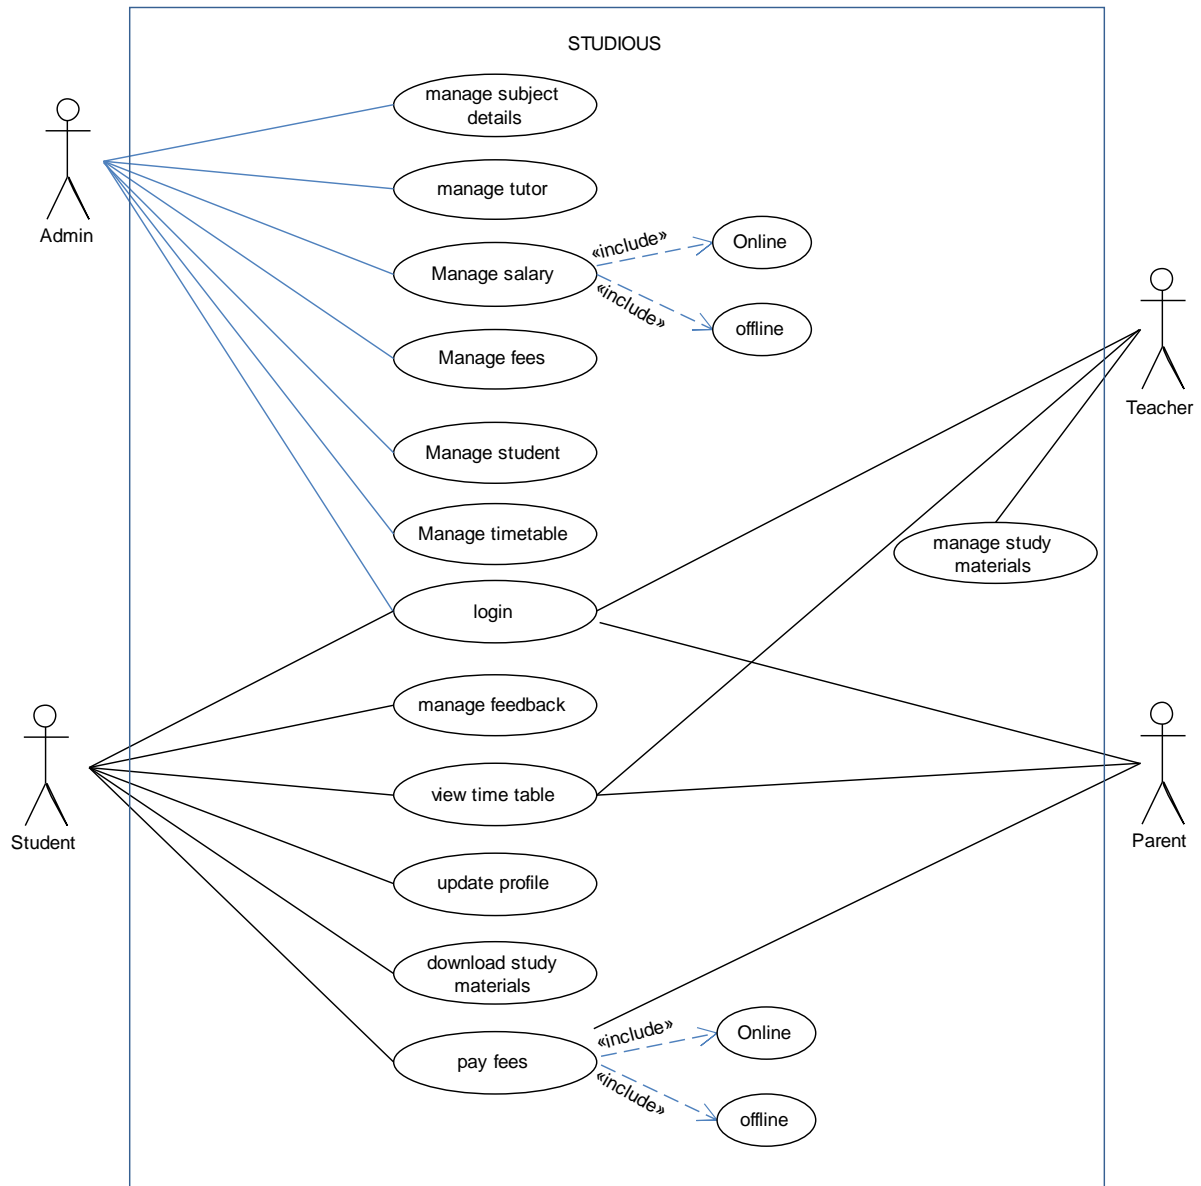 STUDIOUS
manage subject
details
Admin
manage tutor
Manage salary
«include»
Online
«include»
offline
Manage fees
Teacher
Manage student
Manage timetable
manage study
materials
login
manage feedback
Student
view time table
Parent
update profile
download study
materials
pay fees
«include»
Online
«include»
offline